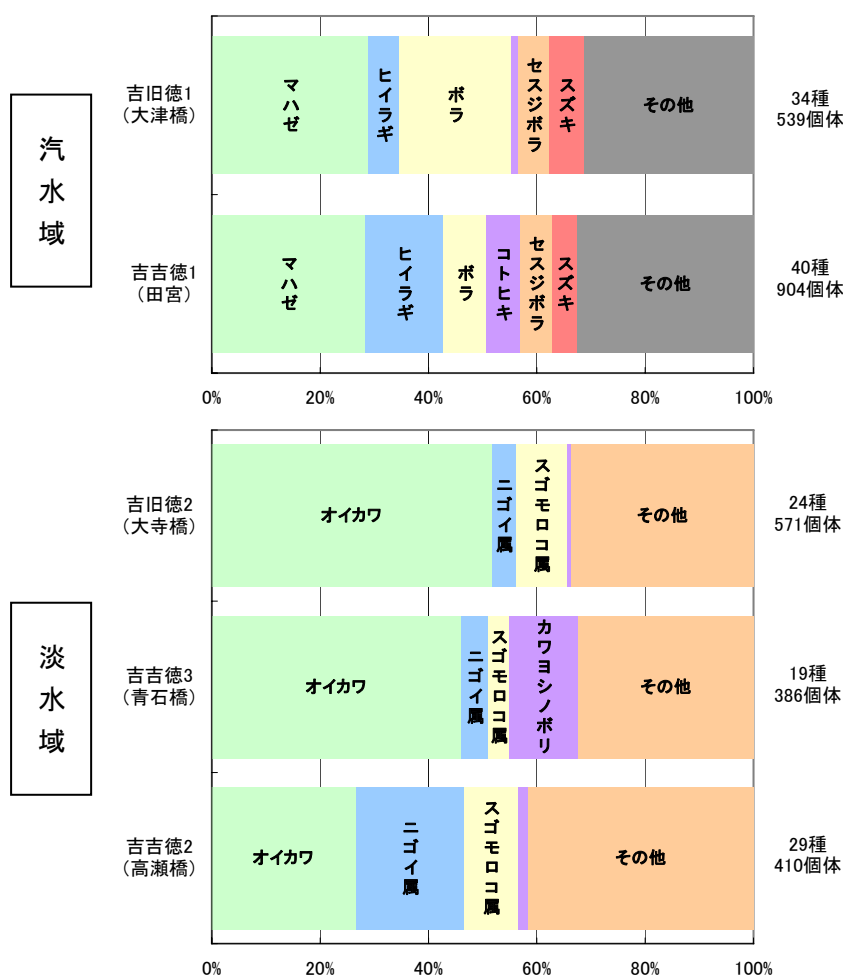 汽水域
吉旧徳1
（大津橋）
マハゼ
ヒイラギ
ボラ
セスジボラ
スズキ
その他
34種
539個体
吉吉徳1
（田宮）
マハゼ
ヒイラギ
ボラ
コトヒキ
セスジボラ
スズキ
その他
40種
904個体
0% 20% 40% 60% 80% 100%
淡水域
吉旧徳2
（大寺橋）
オイカワ
ニゴイ属
スゴモロコ属
その他
24種
571個体
吉吉徳3
（青石橋）
オイカワ
ニゴイ属
スゴモロコ属
カワヨシノボリ
その他
19種
386個体
吉吉徳2
（高瀬橋）
オイカワ
ニゴイ属
スゴモロコ属
その他
29種
410個体
0% 20% 40% 60% 80% 100%